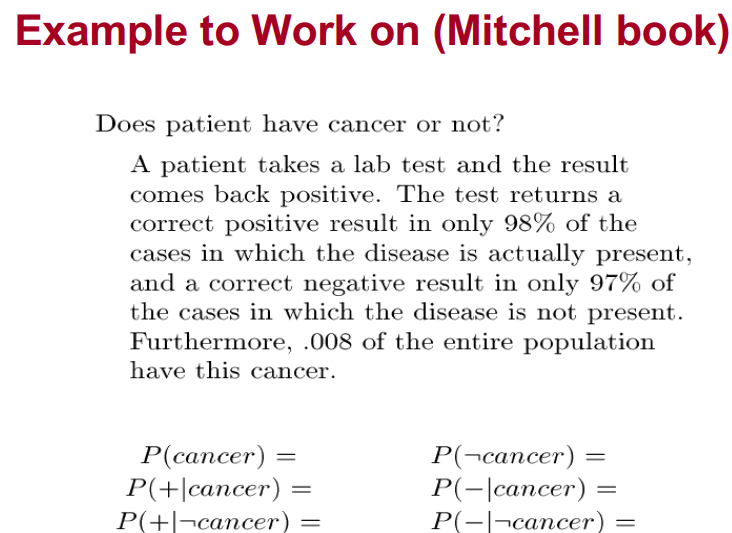 Example to Work on (Mitchell book)
Does patient have cancer or not?
A patient takes a lab test and the result
comes back positive. The test returns a
correct positive result in only 98% of the
cases in which the disease is actually present,
and a correct negative result in only 97% of
the cases in which the disease is not present.
Furthermore, .008 of the entire population
have this cancer.
P(cancer) = P(¬cancer) =
P(+|cancer) = P(−|cancer) =
P(+|¬cancer) = P(−|¬cancer) =